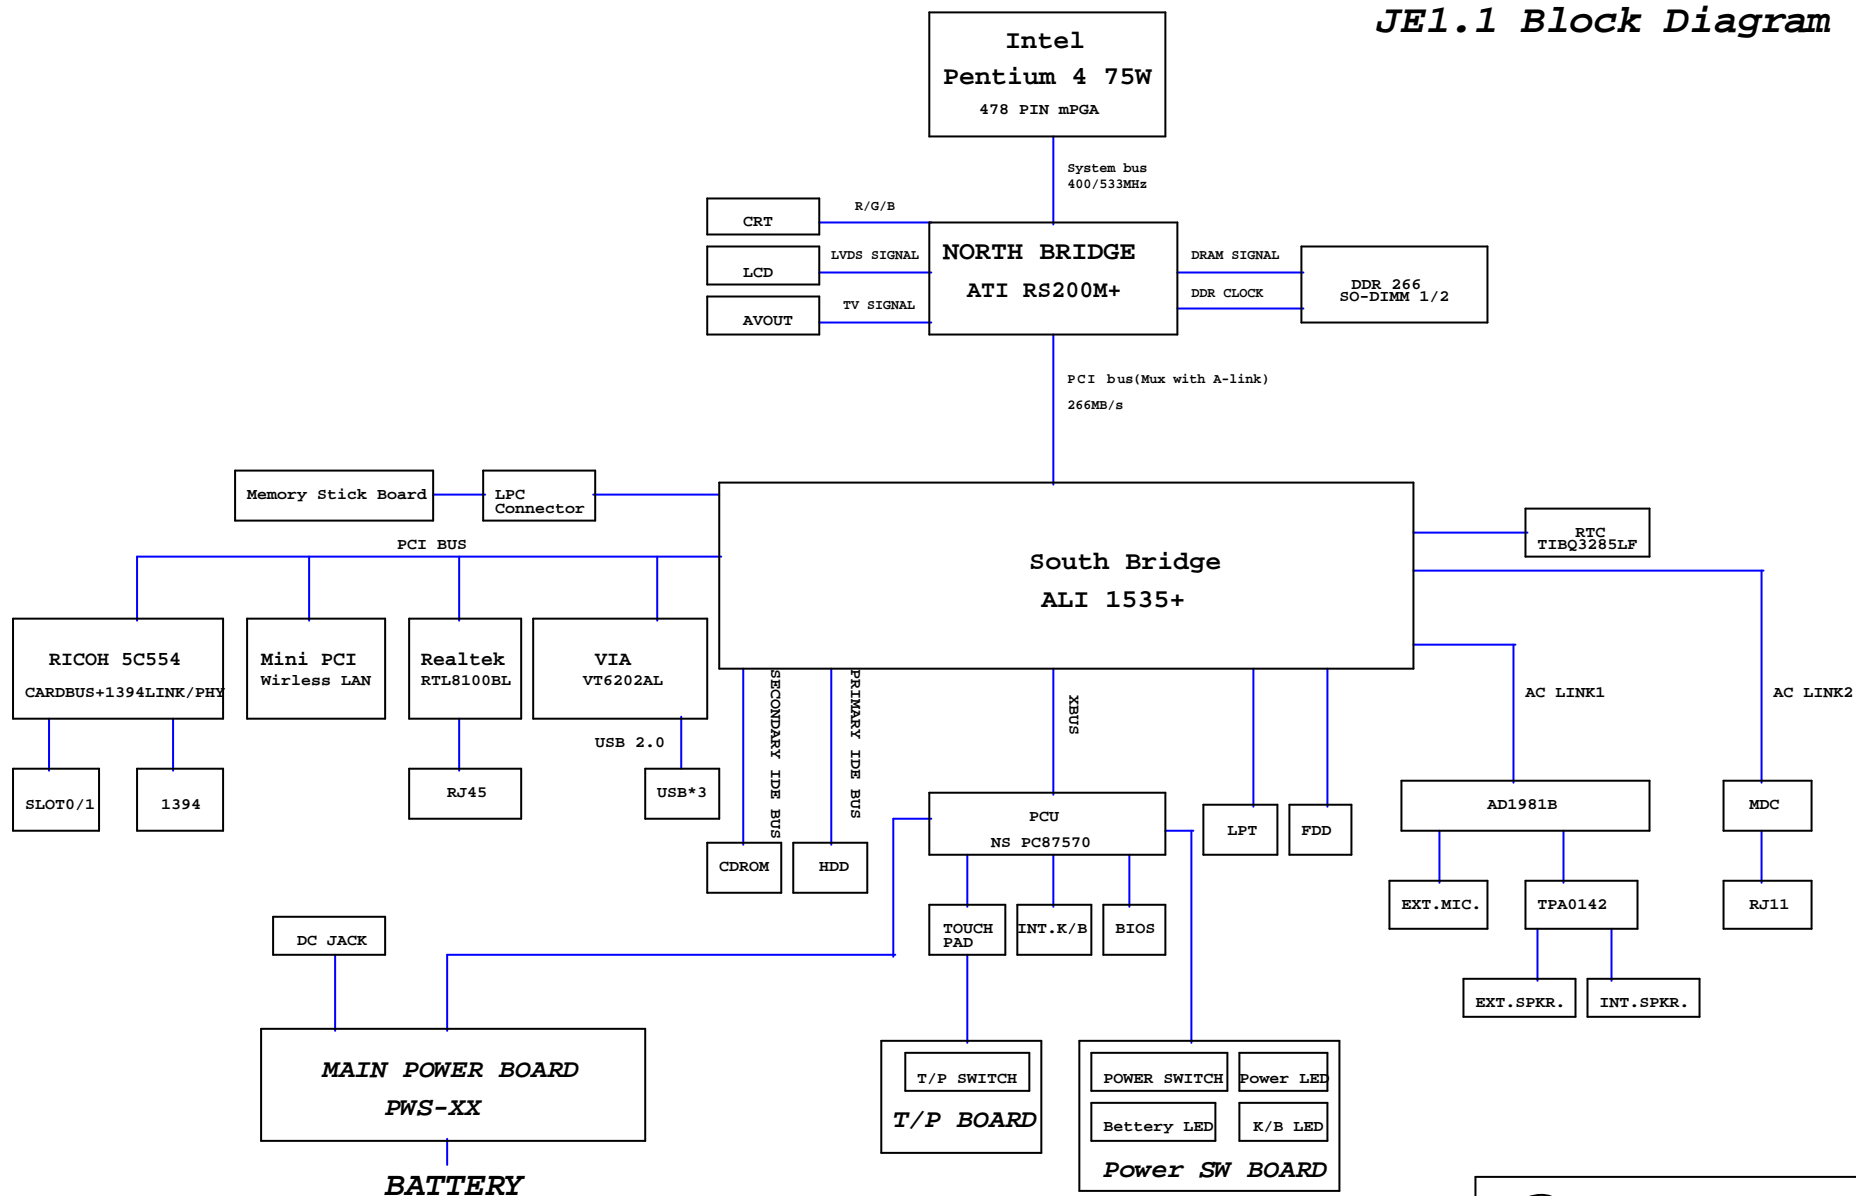 JE1.1 Block Diagram
Intel
Pentium 4 75W
478 PIN mPGA
System bus
400/533MHz
CRT
R/G/B
LCD
LVDS SIGNAL
AVOUT
TV SIGNAL
NORTH BRIDGE
ATI RS200M+
DRAM SIGNAL
DDR CLOCK
DDR 266
SO-DIMM 1/2
PCI bus(Mux with A-link)
266MB/s
Memory Stick Board
LPC
Connector
PCI BUS
South Bridge
ALI 1535+
RTC
TIBQ3285LF
RICOH 5C554
CARDBUS+1394LINK/PHY
Mini PCI
Wirless LAN
Realtek
RTL8100BL
VIA
VT6202AL
USB 2.0
SLOT0/1
1394
RJ45
USB*3
SECONDARY IDE BUS
PRIMARY IDE BUS
XBUS
AC LINK1
AC LINK2
CDROM
HDD
PCU
NS PC87570
LPT
FDD
AD1981B
MDC
EXT.MIC.
TPA0142
RJ11
EXT.SPKR.
INT.SPKR.
TOUCH
PAD
INT.K/B
BIOS
DC JACK
MAIN POWER BOARD
PWS-XX
BATTERY
T/P SWITCH
T/P BOARD
POWER SWITCH
Power LED
Bettery LED
K/B LED
Power SW BOARD